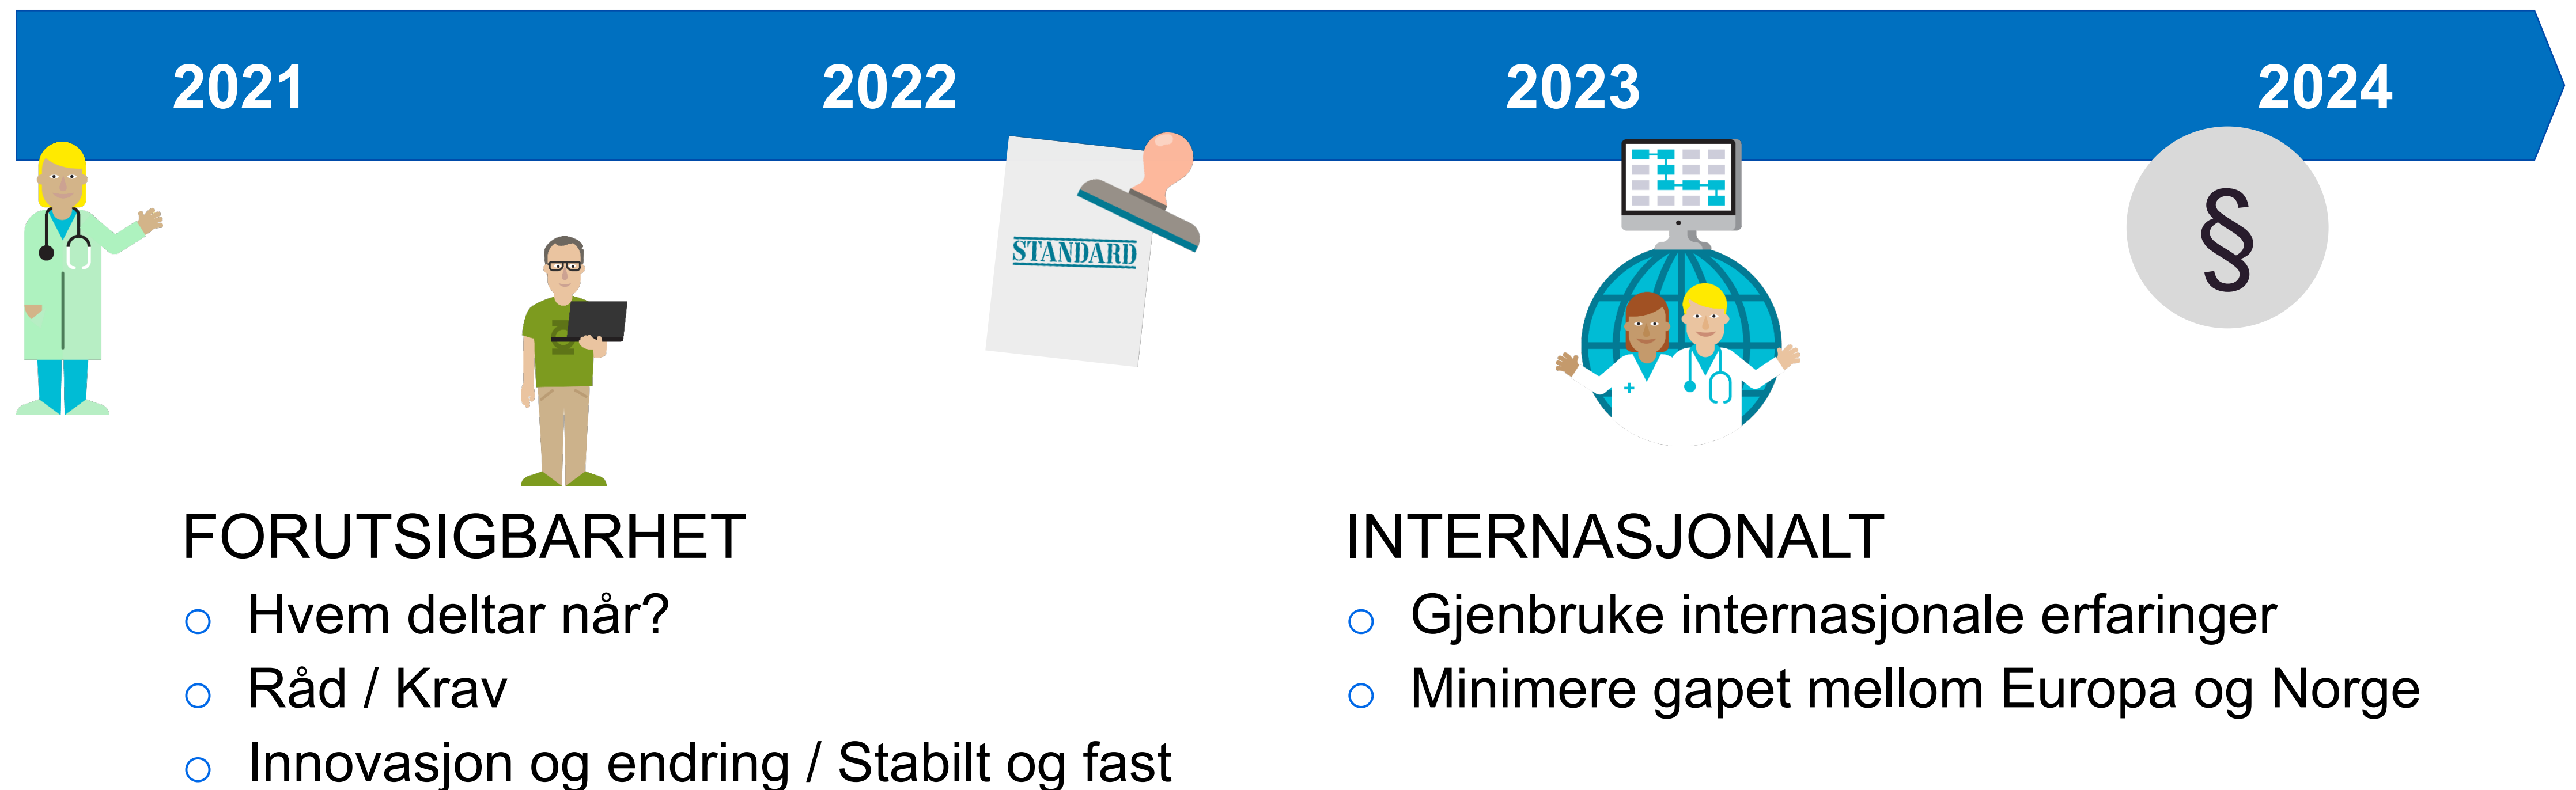 2021 2022 2023 2024
STANDARD
§
FORUTSIGBARHET
o Hvem deltar når?
o Råd / Krav
o Innovasjon og endring / Stabilt og fast
INTERNASJONALT
o Gjenbruke internasjonale erfaringer
o Minimere gapet mellom Europa og Norge